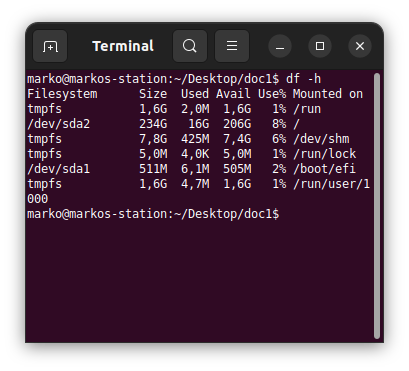 Terminal
marko@markos-station:~/Desktop/doc1$ df -h
Filesystem      Size  Used Avail Use% Mounted on
tmpfs           1,6G  2,0M  1,6G   1% /run
/dev/sda2       234G   16G  206G   8% /
tmpfs           7,8G  425M  7,4G   6% /dev/shm
tmpfs           5,0M  4,0K  5,0M   1% /run/lock
/dev/sda1       511M  6,1M  505M   2% /boot/efi
tmpfs           1,6G  4,7M  1,6G   1% /run/user/1
000
marko@markos-station:~/Desktop/doc1$